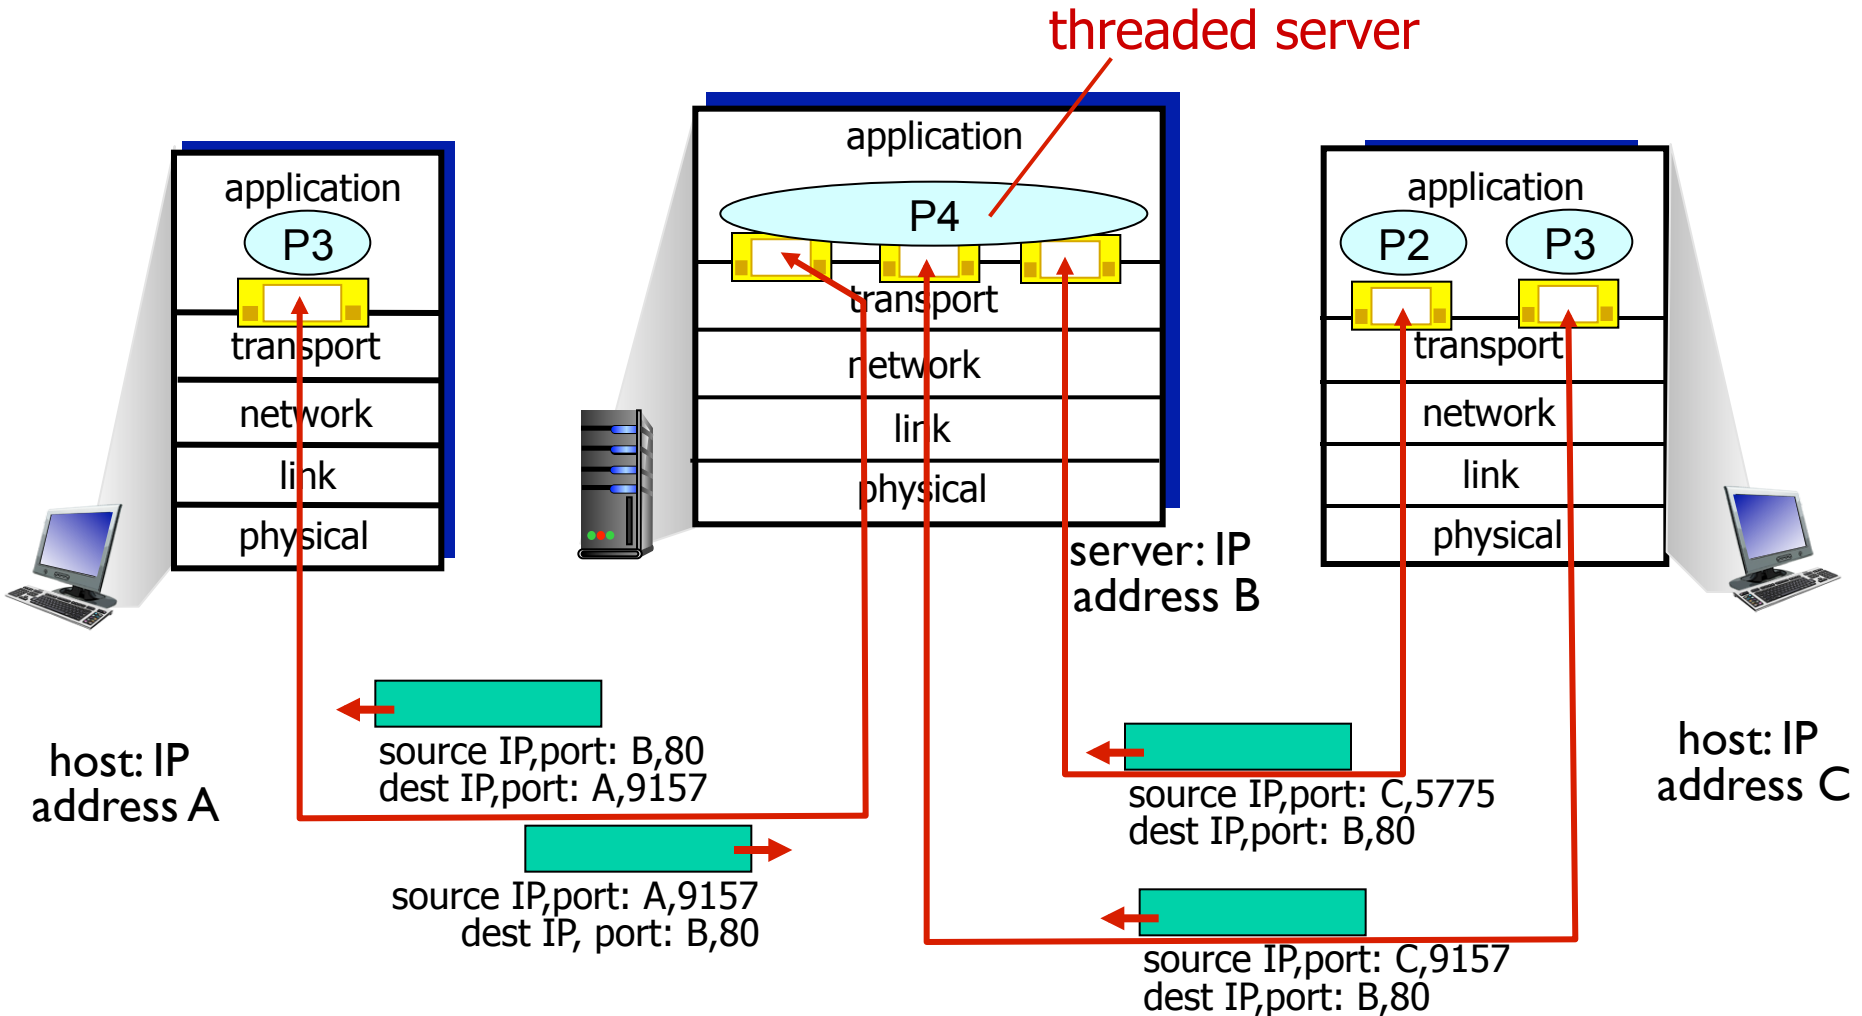 threaded server
application
P3
transport
network
link
physical
application
P4
transport
network
link
physical
application
P2
P3
transport
network
link
physical
server: IP
address B
host: IP
address A
source IP,port: B,80
dest IP,port: A,9157
source IP,port: A,9157
dest IP, port: B,80
source IP,port: C,5775
dest IP,port: B,80
source IP,port: C,9157
dest IP,port: B,80
host: IP
address C